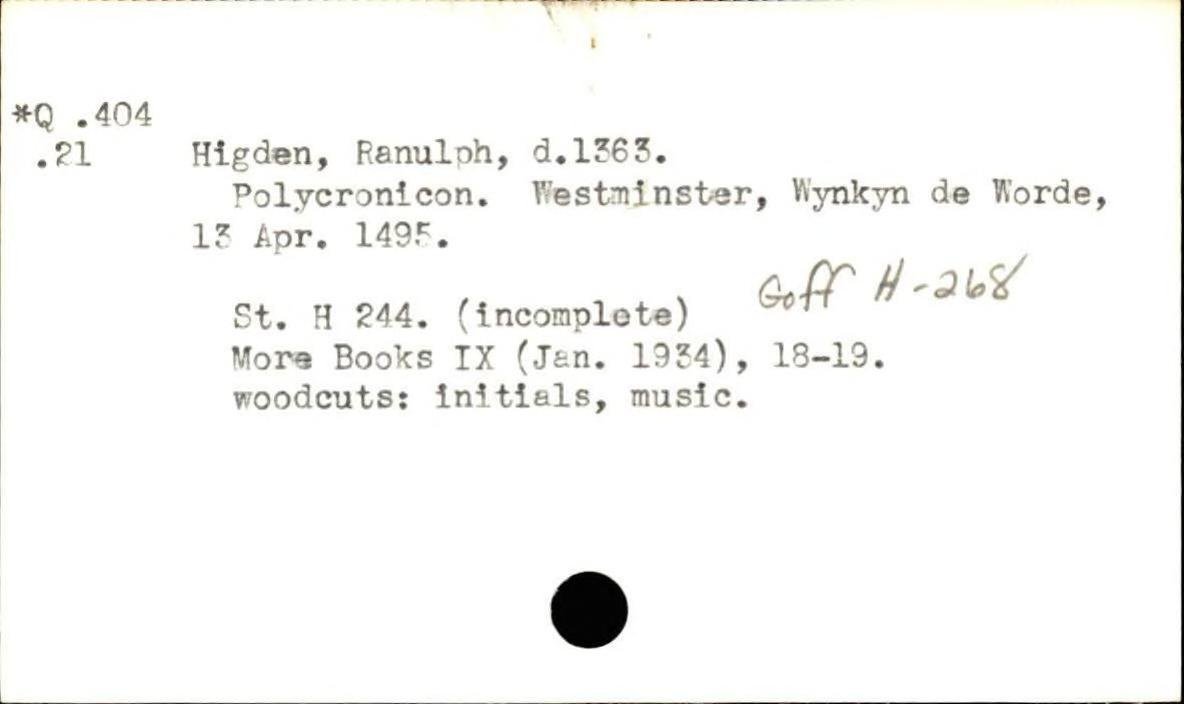 *Q .404
.21 Higden, Ranulph, d.1363.
Polycronicon. Westminster, Wynkyn de Worde,
13 Apr. 1495.
Goff H-268
St. H 244. (incomplete)
More Books IX (Jan. 1934), 18-19.
woodcuts: initials, music.